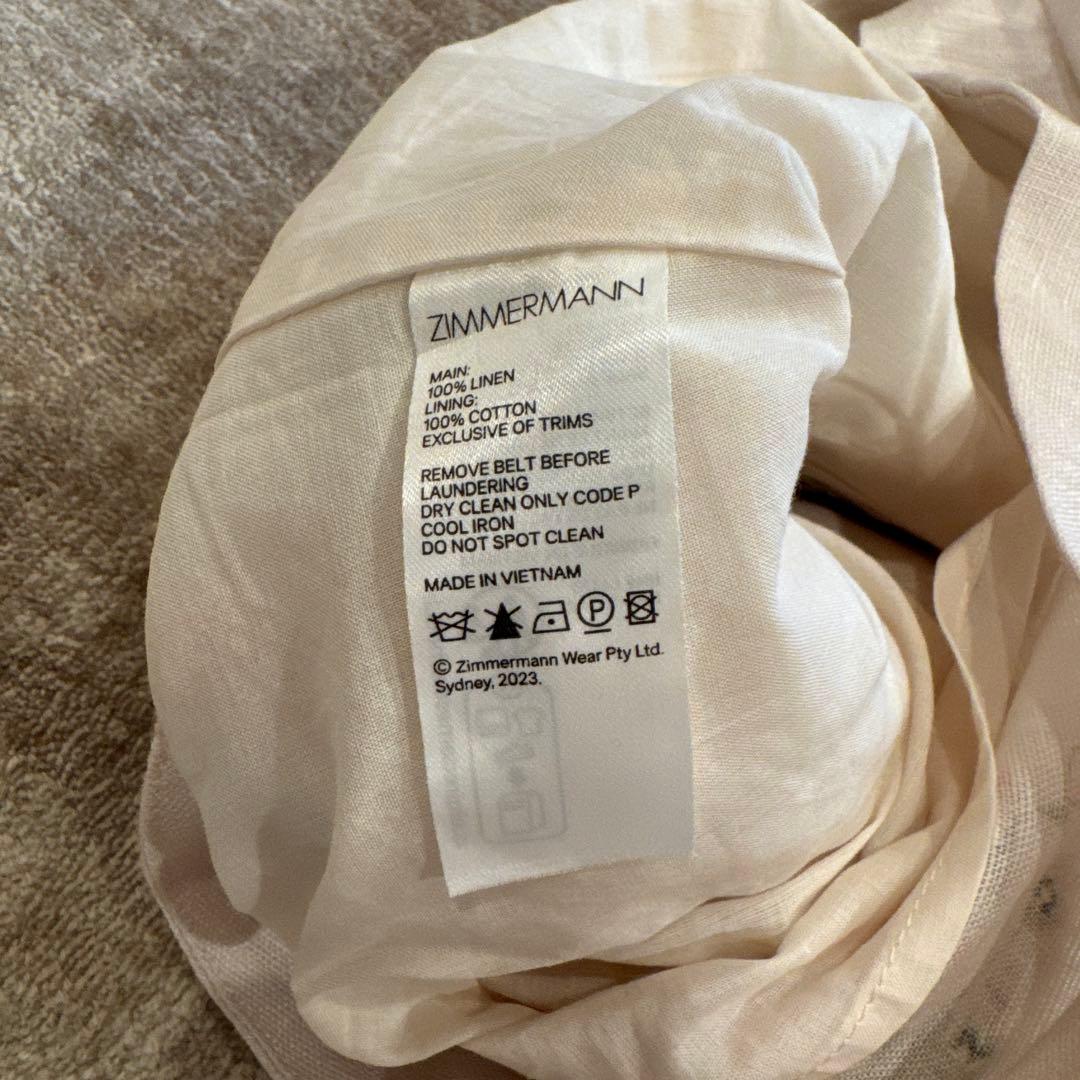 ZIMMERMANN
MAIN:
100% LINEN
LINING:
100% COTTON
EXCLUSIVE OF TRIMS
REMOVE BELT BEFORE
LAUNDERING
DRY CLEAN ONLY CODE P
COOL IRON
DO NOT SPOT CLEAN
MADE IN VIETNAM
P
© Zimmermann Wear Pty Ltd.
Sydney, 2023.